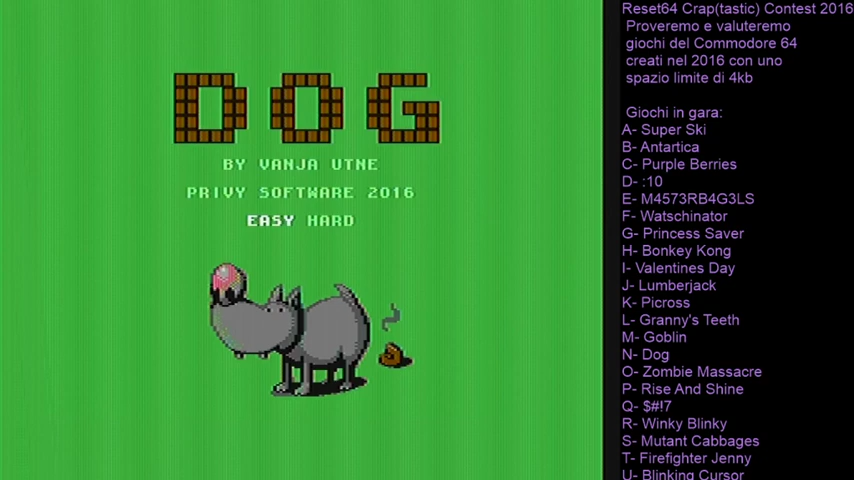 DOG
BY VANJA UTNE
PRIVY SOFTWARE 2016
EASY HARD
Reset64 Crap(tastic) Contest 2016
Proveremo e valuteremo
giochi del Commodore 64
creati nel 2016 con uno
spazio limite di 4kb
Giochi in gara:
A- Super Ski
B- Antartica
C- Purple Berries
D- :10
E- M4573RB4G3LS
F- Watschinator
G- Princess Saver
H- Bonkey Kong
I- Valentines Day
J- Lumberjack
K- Picross
L- Granny's Teeth
M- Goblin
N- Dog
O- Zombie Massacre
P- Rise And Shine
Q- $#!7
R- Winky Blinky
S- Mutant Cabbages
T- Firefighter Jenny
U- Blinking Cursor